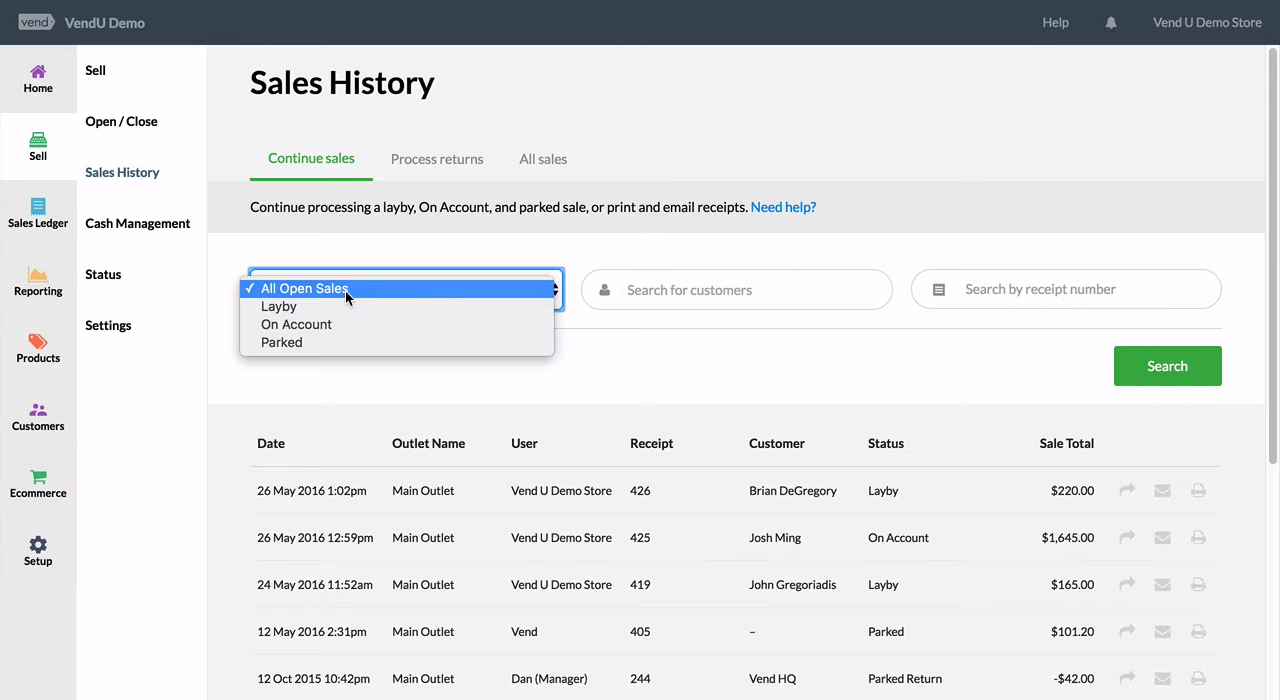 vend VendU Demo Help Vend U Demo Store
Home
Sell
Sales Ledger
Reporting
Products
Customers
Ecommerce
Setup
Sell
Open / Close
Sales History
Cash Management
Status
Settings
Sales History
Continue sales Process returns All sales
Continue processing a layby, On Account, and parked sale, or print and email receipts. Need help?
✓ All Open Sales
Layby
On Account
Parked
Search for customers
Search by receipt number
Search
Date Outlet Name User Receipt Customer Status Sale Total
26 May 2016 1:02pm Main Outlet Vend U Demo Store 426 Brian DeGregory Layby $220.00
26 May 2016 12:59pm Main Outlet Vend U Demo Store 425 Josh Ming On Account $1,645.00
24 May 2016 11:52am Main Outlet Vend U Demo Store 419 John Gregoriadis Layby $165.00
12 May 2016 2:31pm Main Outlet Vend 405 – Parked $101.20
12 Oct 2015 10:42pm Main Outlet Dan (Manager) 244 Vend HQ Parked Return -$42.00